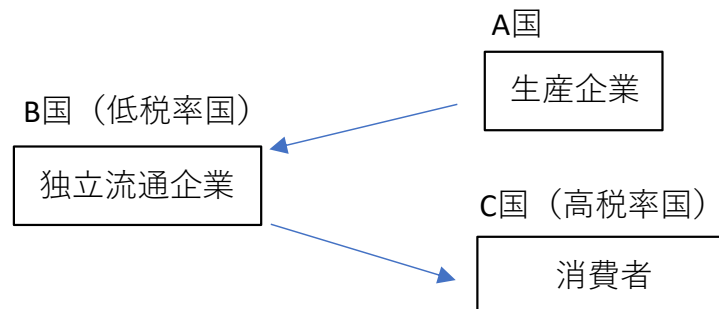 A国
生産企業
B国（低税率国）
独立流通企業
C国（高税率国）
消費者